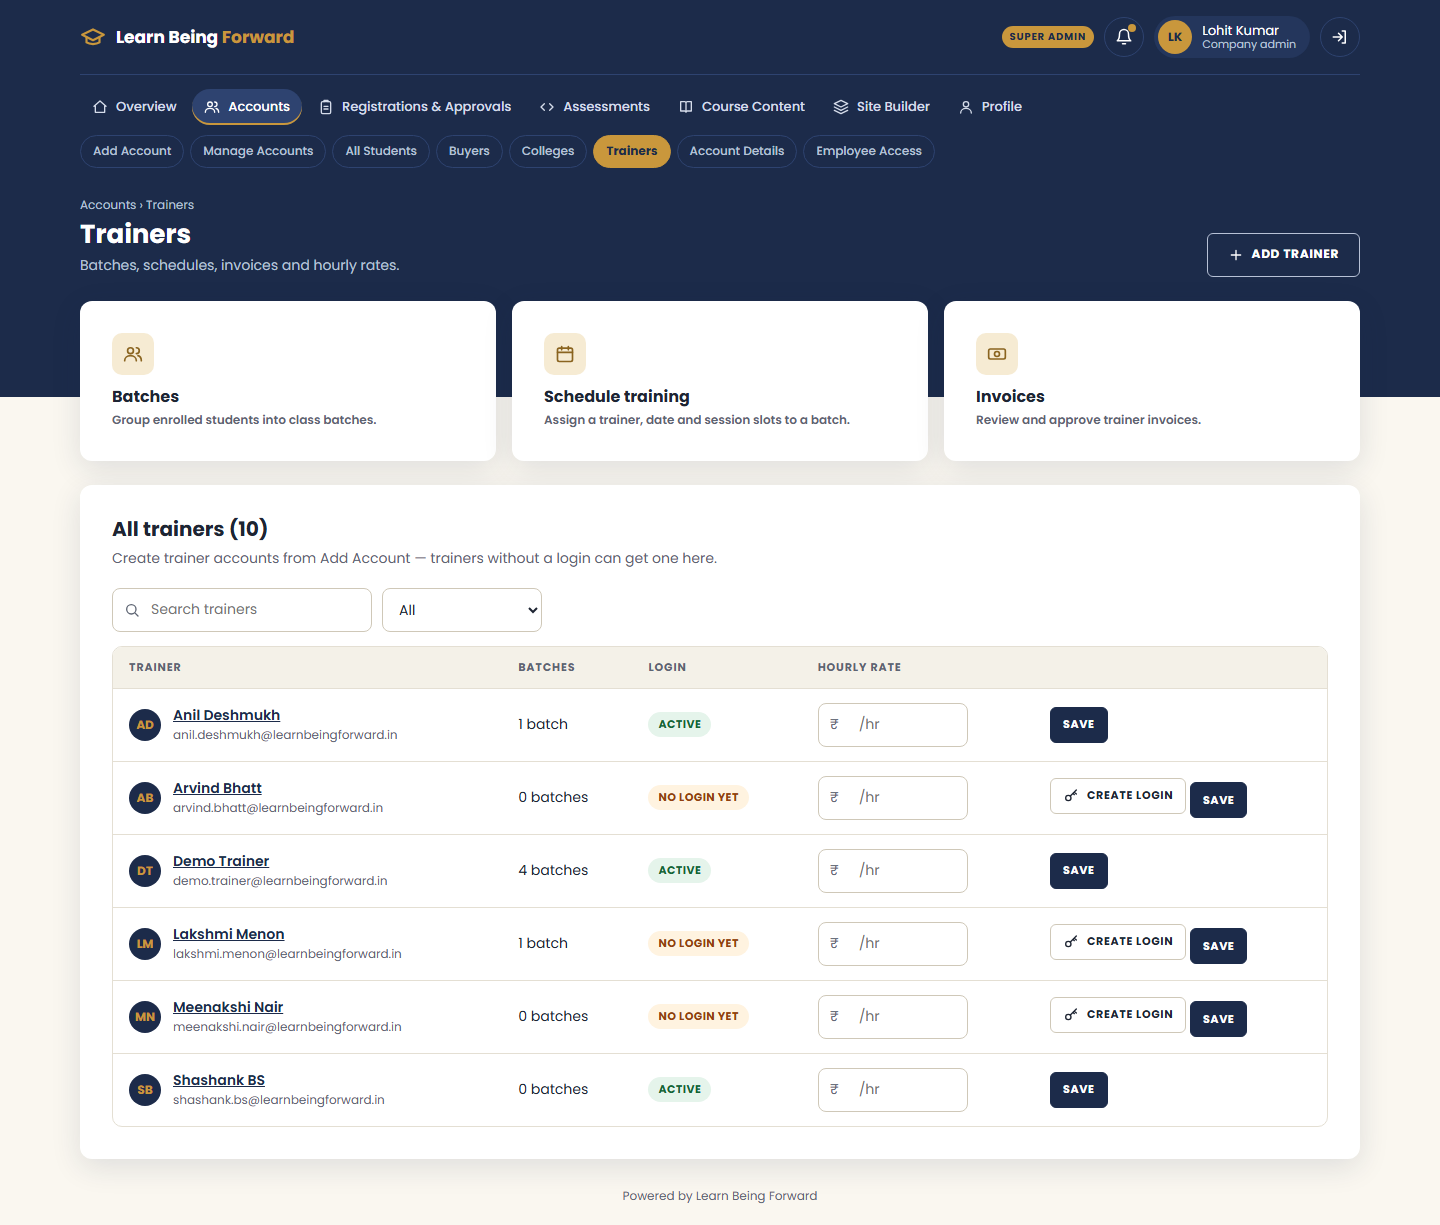 Learn Being Forward
SUPER ADMIN
LK
Lohit Kumar
Company admin
Overview
Accounts
Registrations & Approvals
Assessments
Course Content
Site Builder
Profile
Add Account
Manage Accounts
All Students
Buyers
Colleges
Trainers
Account Details
Employee Access
Accounts › Trainers
Trainers
Batches, schedules, invoices and hourly rates.
ADD TRAINER
Batches
Group enrolled students into class batches.
Schedule training
Assign a trainer, date and session slots to a batch.
Invoices
Review and approve trainer invoices.
All trainers (10)
Create trainer accounts from Add Account — trainers without a login can get one here.
Search trainers
All
TRAINER BATCHES LOGIN HOURLY RATE
AD Anil Deshmukh
anil.deshmukh@learnbeingforward.in
1 batch
ACTIVE
₹ /hr
SAVE
AB Arvind Bhatt
arvind.bhatt@learnbeingforward.in
0 batches
NO LOGIN YET
₹ /hr
CREATE LOGIN
SAVE
DT Demo Trainer
demo.trainer@learnbeingforward.in
4 batches
ACTIVE
₹ /hr
SAVE
LM Lakshmi Menon
lakshmi.menon@learnbeingforward.in
1 batch
NO LOGIN YET
₹ /hr
CREATE LOGIN
SAVE
MN Meenakshi Nair
meenakshi.nair@learnbeingforward.in
0 batches
NO LOGIN YET
₹ /hr
CREATE LOGIN
SAVE
SB Shashank BS
shashank.bs@learnbeingforward.in
0 batches
ACTIVE
₹ /hr
SAVE
Powered by Learn Being Forward